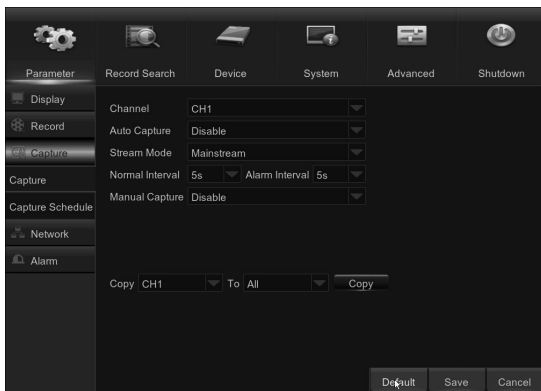 Parameter Record Search Device System Advanced Shutdown
Display
Record
Capture
Capture
Capture Schedule
Network
Alarm
Channel CH1
Auto Capture Disable
Stream Mode Mainstream
Normal Interval 5s Alarm Interval 5s
Manual Capture Disable
Copy CH1 To All Copy
Default Save Cancel